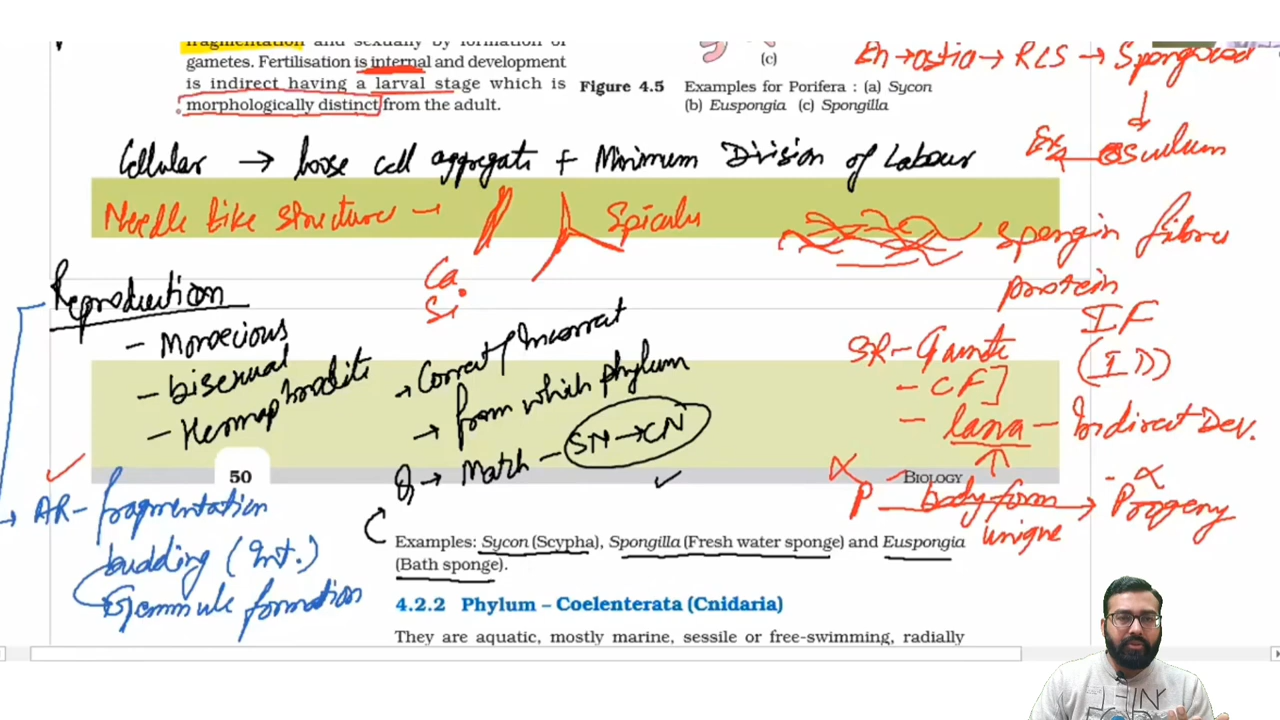 fragmentation and sexually by formation of
gametes. Fertilisation is internal and development
is indirect having a larval stage which is
morphologically distinct from the adult.
(c)
Figure 4.5 Examples for Porifera : (a) Sycon
(b) Euspongia (c) Spongilla
En → ostia → RLS → Spongocoel
Osculum
Cellular → loose cell aggregate + Minimum Division of Labour
Needle like structure → Spicules
Spongin fibres
protein
Ca
Si
Reproduction
- Monoecious
- bisexual
- Hermaphrodite
→ Correct/Incorrect
→ from which phylum
Q → Match - SN → CN
SR - Gamete
- CF]
IF
(ID)
- larva - Indirect Dev.
50
BIOLOGY
P body form Progeny
unique
→ AR - fragmentation
budding (Int.)
Gemmule formation
Examples: Sycon (Scypha), Spongilla (Fresh water sponge) and Euspongia
(Bath sponge).
4.2.2 Phylum – Coelenterata (Cnidaria)
They are aquatic, mostly marine, sessile or free-swimming, radially